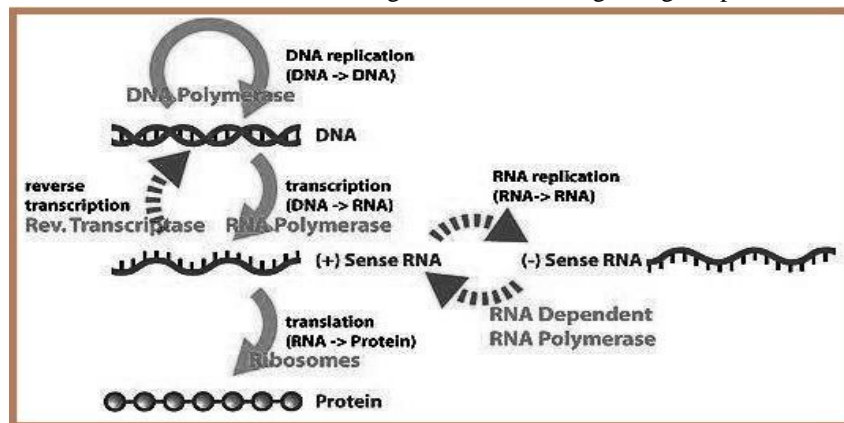 DNA replication
(DNA -> DNA)
DNA Polymerase
DNA
reverse
transcription
Rev. Transcriptase
transcription
(DNA -> RNA)
RNA Polymerase
RNA replication
(RNA-> RNA)
(+) Sense RNA
(-) Sense RNA
RNA Dependent
RNA Polymerase
translation
(RNA -> Protein)
Ribosomes
Protein